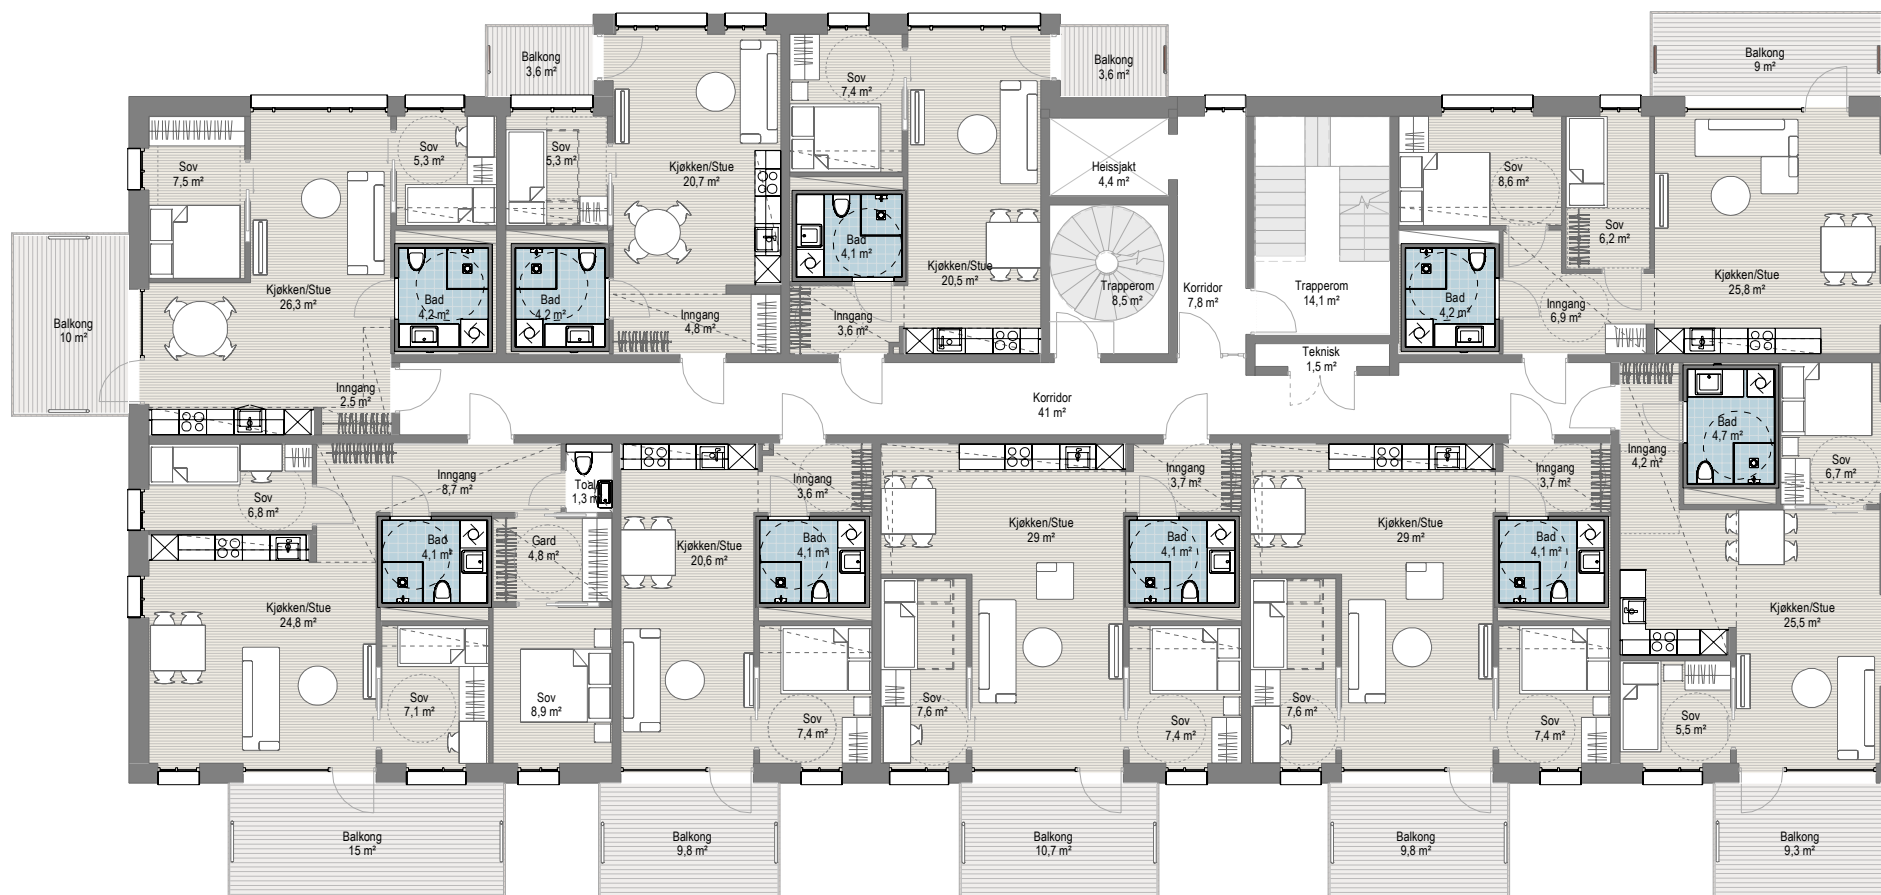 Balkong
3,6 m²
Sov
7,4 m²
Balkong
3,6 m²
Balkong
9 m²
Sov
7,5 m²
Sov
5,3 m²
Sov
5,3 m²
Kjøkken/Stue
20,7 m²
Heissjakt
4,4 m²
Sov
8,6 m²
Sov
6,2 m²
Kjøkken/Stue
26,3 m²
Bad
4,2 m²
Bad
4,2 m²
Bad
4,1 m²
Kjøkken/Stue
20,5 m²
Trapperom
8,5 m²
Korridor
7,8 m²
Trapperom
14,1 m²
Bad
4,2 m²
Inngang
6,9 m²
Kjøkken/Stue
25,8 m²
Balkong
10 m²
Inngang
4,8 m²
Inngang
3,6 m²
Teknisk
1,5 m²
Inngang
2,5 m²
Korridor
41 m²
Bad
4,7 m²
Inngang
4,2 m²
Sov
6,7 m²
Sov
6,8 m²
Inngang
8,7 m²
Toal
1,3 m
Inngang
3,6 m²
Inngang
3,7 m²
Inngang
3,7 m²
Bad
4,1 m²
Gard
4,8 m²
Kjøkken/Stue
20,6 m²
Bad
4,1 m²
Kjøkken/Stue
29 m²
Bad
4,1 m²
Kjøkken/Stue
29 m²
Bad
4,1 m²
Kjøkken/Stue
24,8 m²
Kjøkken/Stue
25,5 m²
Sov
7,1 m²
Sov
8,9 m²
Sov
7,4 m²
Sov
7,6 m²
Sov
7,4 m²
Sov
7,6 m²
Sov
7,4 m²
Sov
5,5 m²
Balkong
15 m²
Balkong
9,8 m²
Balkong
10,7 m²
Balkong
9,8 m²
Balkong
9,3 m²